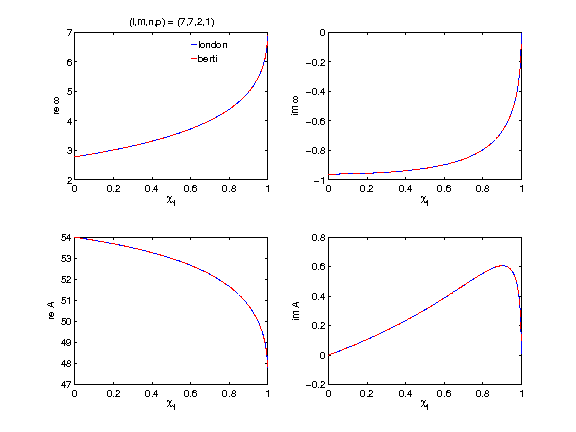 (l,m,n,p) = (7,7,2,1)
7
6
5
4
3
2
re ω
london
berti
0 0.2 0.4 0.6 0.8 1
χf
0
−0.2
−0.4
−0.6
−0.8
−1
im ω
0 0.2 0.4 0.6 0.8 1
χf
54
53
52
51
50
49
48
47
re A
0 0.2 0.4 0.6 0.8 1
χf
0.8
0.6
0.4
0.2
0
−0.2
im A
0 0.2 0.4 0.6 0.8 1
χf